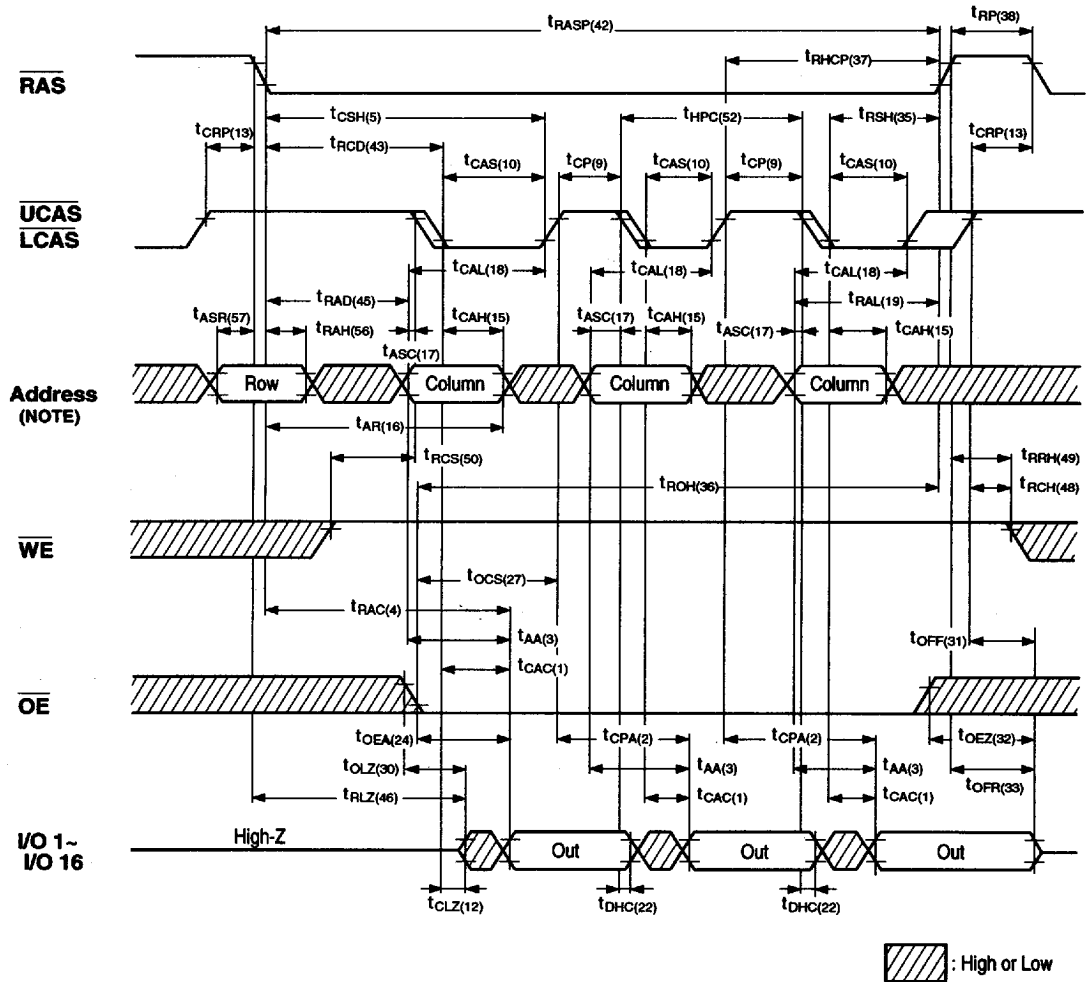 tRASP(42)
tRP(38)
tRHCP(37)
RAS
tCSH(5)
tHPC(52)
tRSH(35)
tCRP(13)
tRCD(43)
tCRP(13)
tCAS(10)
tCP(9)
tCAS(10)
tCP(9)
tCAS(10)
UCAS
LCAS
tCAL(18)
tCAL(18)
tCAL(18)
tRAD(45)
tRAL(19)
tASR(57)
tRAH(56)
tCAH(15)
tASC(17)
tCAH(15)
tASC(17)
tCAH(15)
tASC(17)
Address
(NOTE)
Row
Column
Column
Column
tAR(16)
tRCS(50)
tRRH(49)
tROH(36)
tRCH(48)
WE
tOCS(27)
tRAC(4)
tAA(3)
tOFF(31)
tCAC(1)
OE
tOEA(24)
tCPA(2)
tCPA(2)
tOEZ(32)
tOLZ(30)
tAA(3)
tAA(3)
tOFR(33)
tRLZ(46)
tCAC(1)
tCAC(1)
I/O 1~
I/O 16
High-Z
Out
Out
Out
tCLZ(12)
tDHC(22)
tDHC(22)
: High or Low